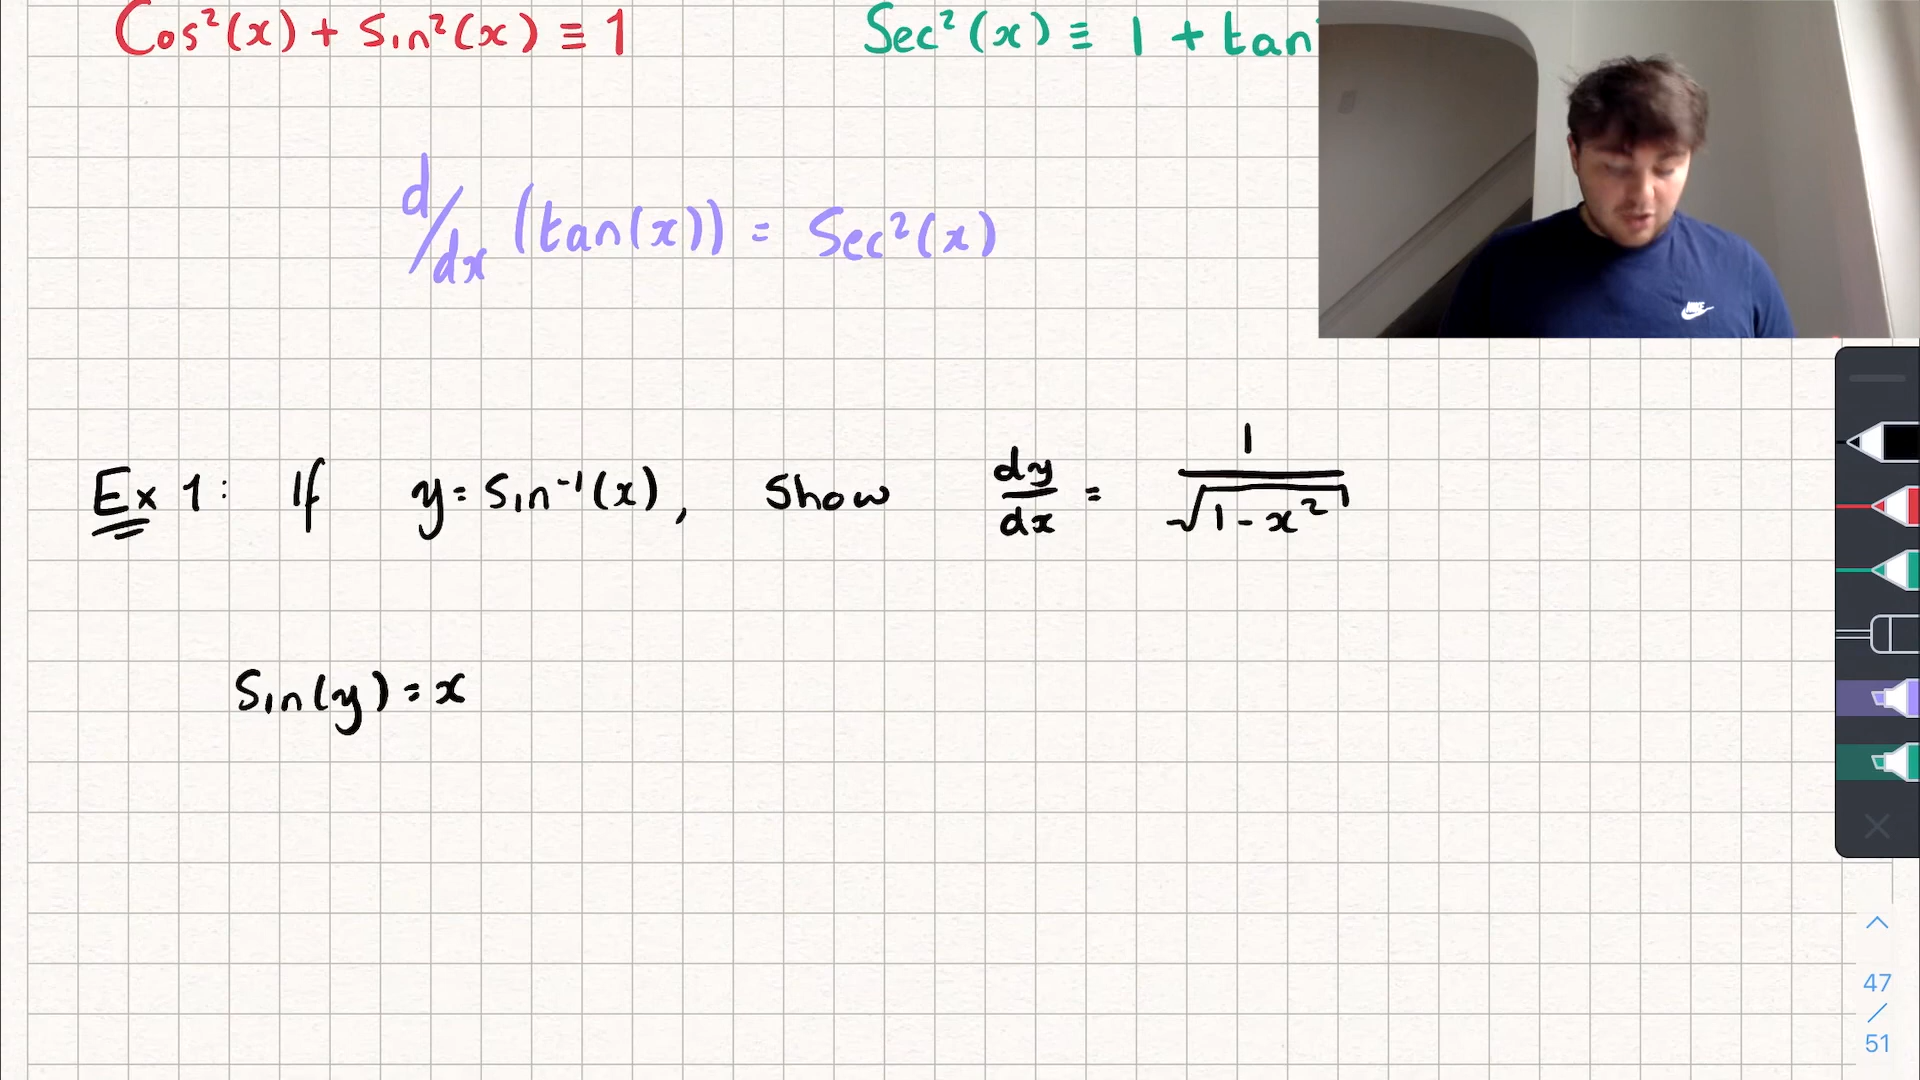 Cos²(x) + Sin²(x) ≡ 1
Sec²(x) ≡ 1 + tan
d/dx (tan(x)) = Sec²(x)
NIKE
Ex 1: If y = Sin⁻¹(x), Show dy/dx = 1/√(1-x²)
Sin(y) = x
47
/
51